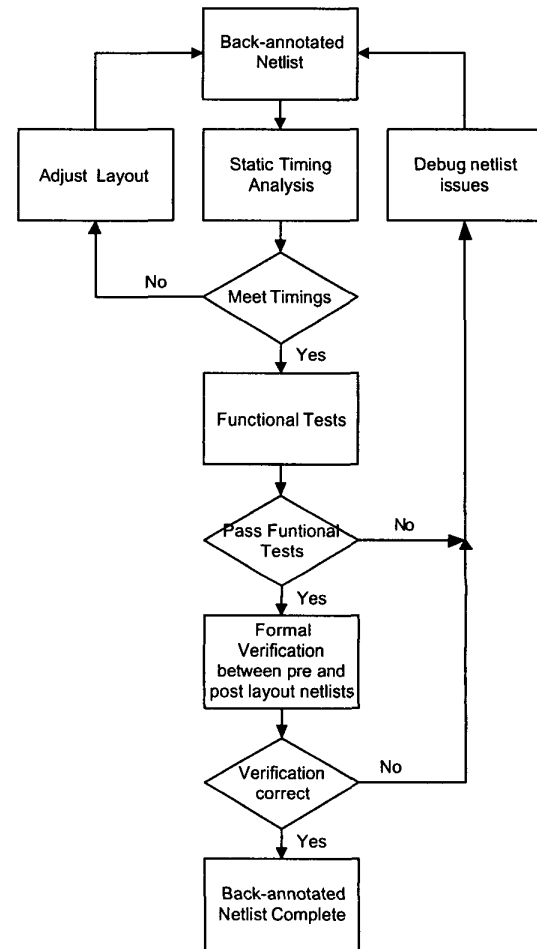 Back-annotated
Netlist
Adjust Layout
Static Timing
Analysis
Debug netlist
issues
No
Meet Timings
Yes
Functional Tests
Pass Funtional
Tests
No
Yes
Formal
Verification
between pre and
post layout netlists
Verification
correct
No
Yes
Back-annotated
Netlist Complete